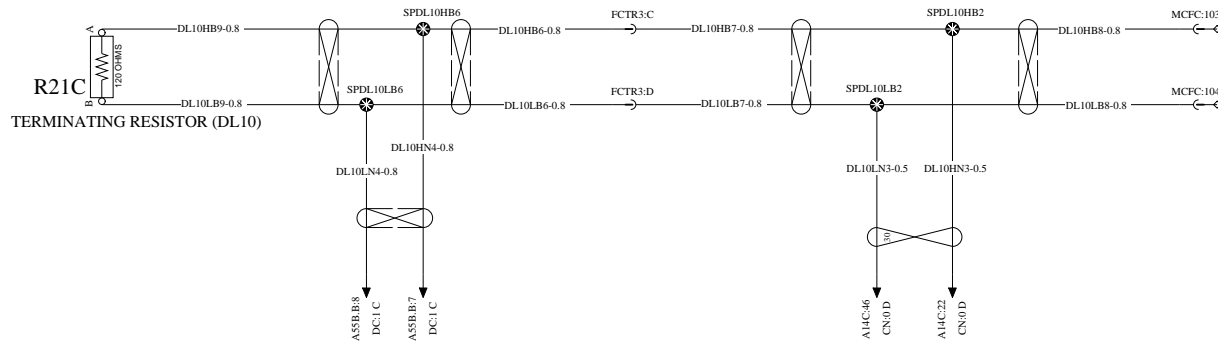 SPDL10HB6
SPDL10HB2
DL10HB9-0.8
DL10HB6-0.8
FCTR3:C
DL10HB7-0.8
DL10HB8-0.8
MCFC:103
A
120 OHMS
R21C
B
DL10LB9-0.8
SPDL10LB6
DL10LB6-0.8
FCTR3:D
DL10LB7-0.8
SPDL10LB2
DL10LB8-0.8
MCFC:104
TERMINATING RESISTOR (DL10)
DL10HN4-0.8
DL10LN4-0.8
DL10LN3-0.5
DL10HN3-0.5
30
A55B.B:8
DC:1 C
A55B.B:7
DC:1 C
A14C:46
CN:0 D
A14C:22
CN:0 D